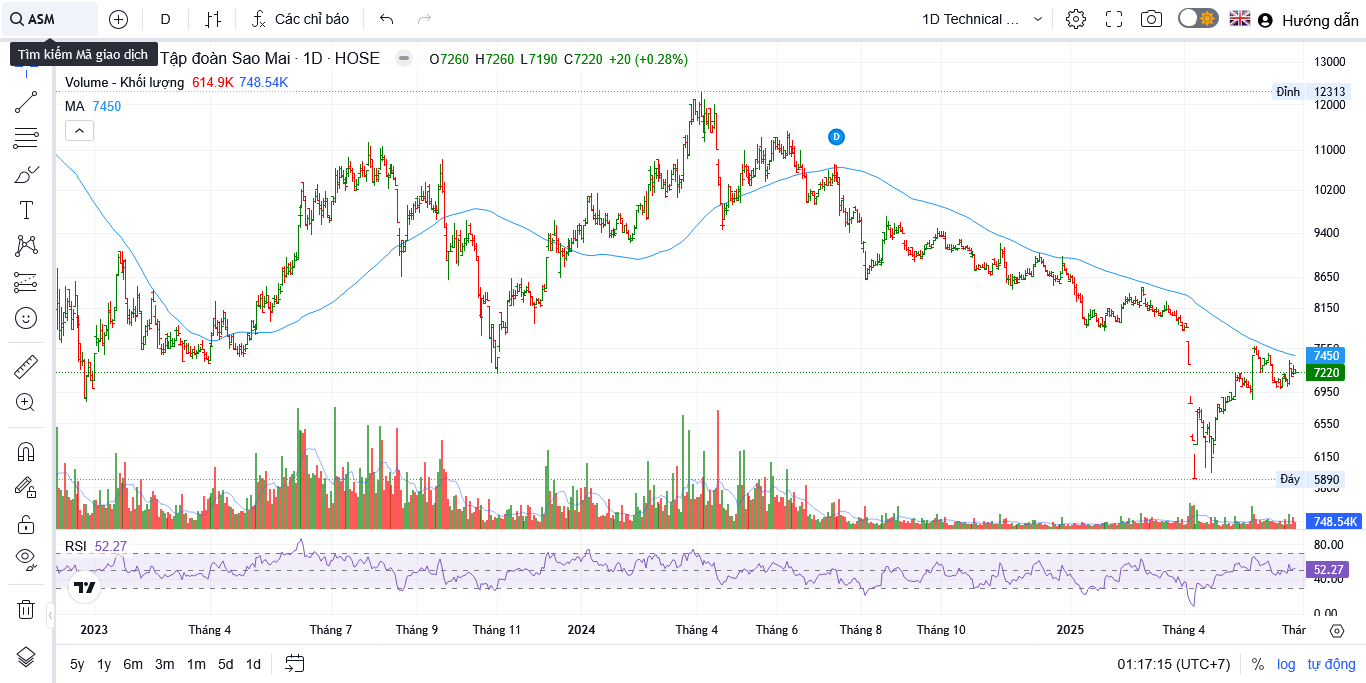 ASM
D
Các chỉ báo
1D Technical ...
Hướng dẫn
Tìm kiếm Mã giao dịch
Tập đoàn Sao Mai · 1D · HOSE
O7260 H7260 L7190 C7220 +20 (+0.28%)
Volume - Khối lượng 614.9K 748.54K
MA 7450
D
13000
Đỉnh 12313
12000
11000
10200
9400
8650
8150
7550
7450
7220
6950
6550
6150
Đáy 5890
5800
748.54K
RSI 52.27
80.00
52.27
40.00
0.00
2023 Tháng 4 Tháng 7 Tháng 9 Tháng 11 2024 Tháng 4 Tháng 6 Tháng 8 Tháng 10 2025 Tháng 4 Thár
5y 1y 6m 3m 1m 5d 1d
01:17:15 (UTC+7) % log tự động